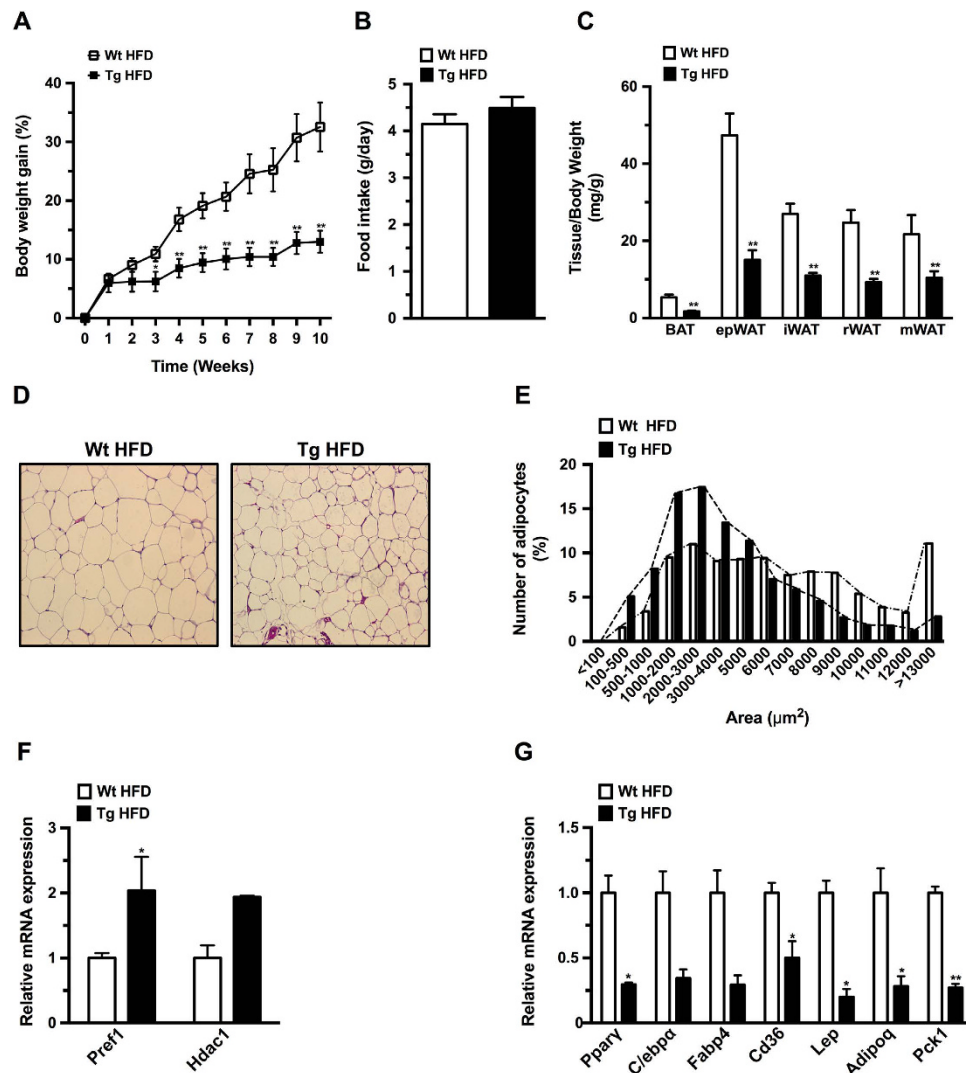 A
Wt HFD
Tg HFD
Body weight gain (%)
40
30
20
10
0
* ** ** ** ** ** ** **
0 1 2 3 4 5 6 7 8 9 10
Time (Weeks)
B
Wt HFD
Tg HFD
Food intake (g/day)
5
4
3
2
1
0
C
Wt HFD
Tg HFD
Tissue/Body Weight
(mg/g)
60
40
20
0
** ** ** ** **
BAT epWAT iWAT rWAT mWAT
D
Wt HFD Tg HFD
E
Wt HFD
Tg HFD
Number of adipocytes
(%)
20
15
10
5
0
<100 100-500 500-1000 1000-2000 2000-3000 3000-4000 5000 6000 7000 8000 9000 10000 11000 12000 >13000
Area (µm²)
F
Wt HFD
Tg HFD
Relative mRNA expression
3
2
1
0
*
Pref1 Hdac1
G
Wt HFD
Tg HFD
Relative mRNA expression
1.5
1.0
0.5
0
* * * * **
Pparγ C/ebpα Fabp4 Cd36 Lep Adipoq Pck1